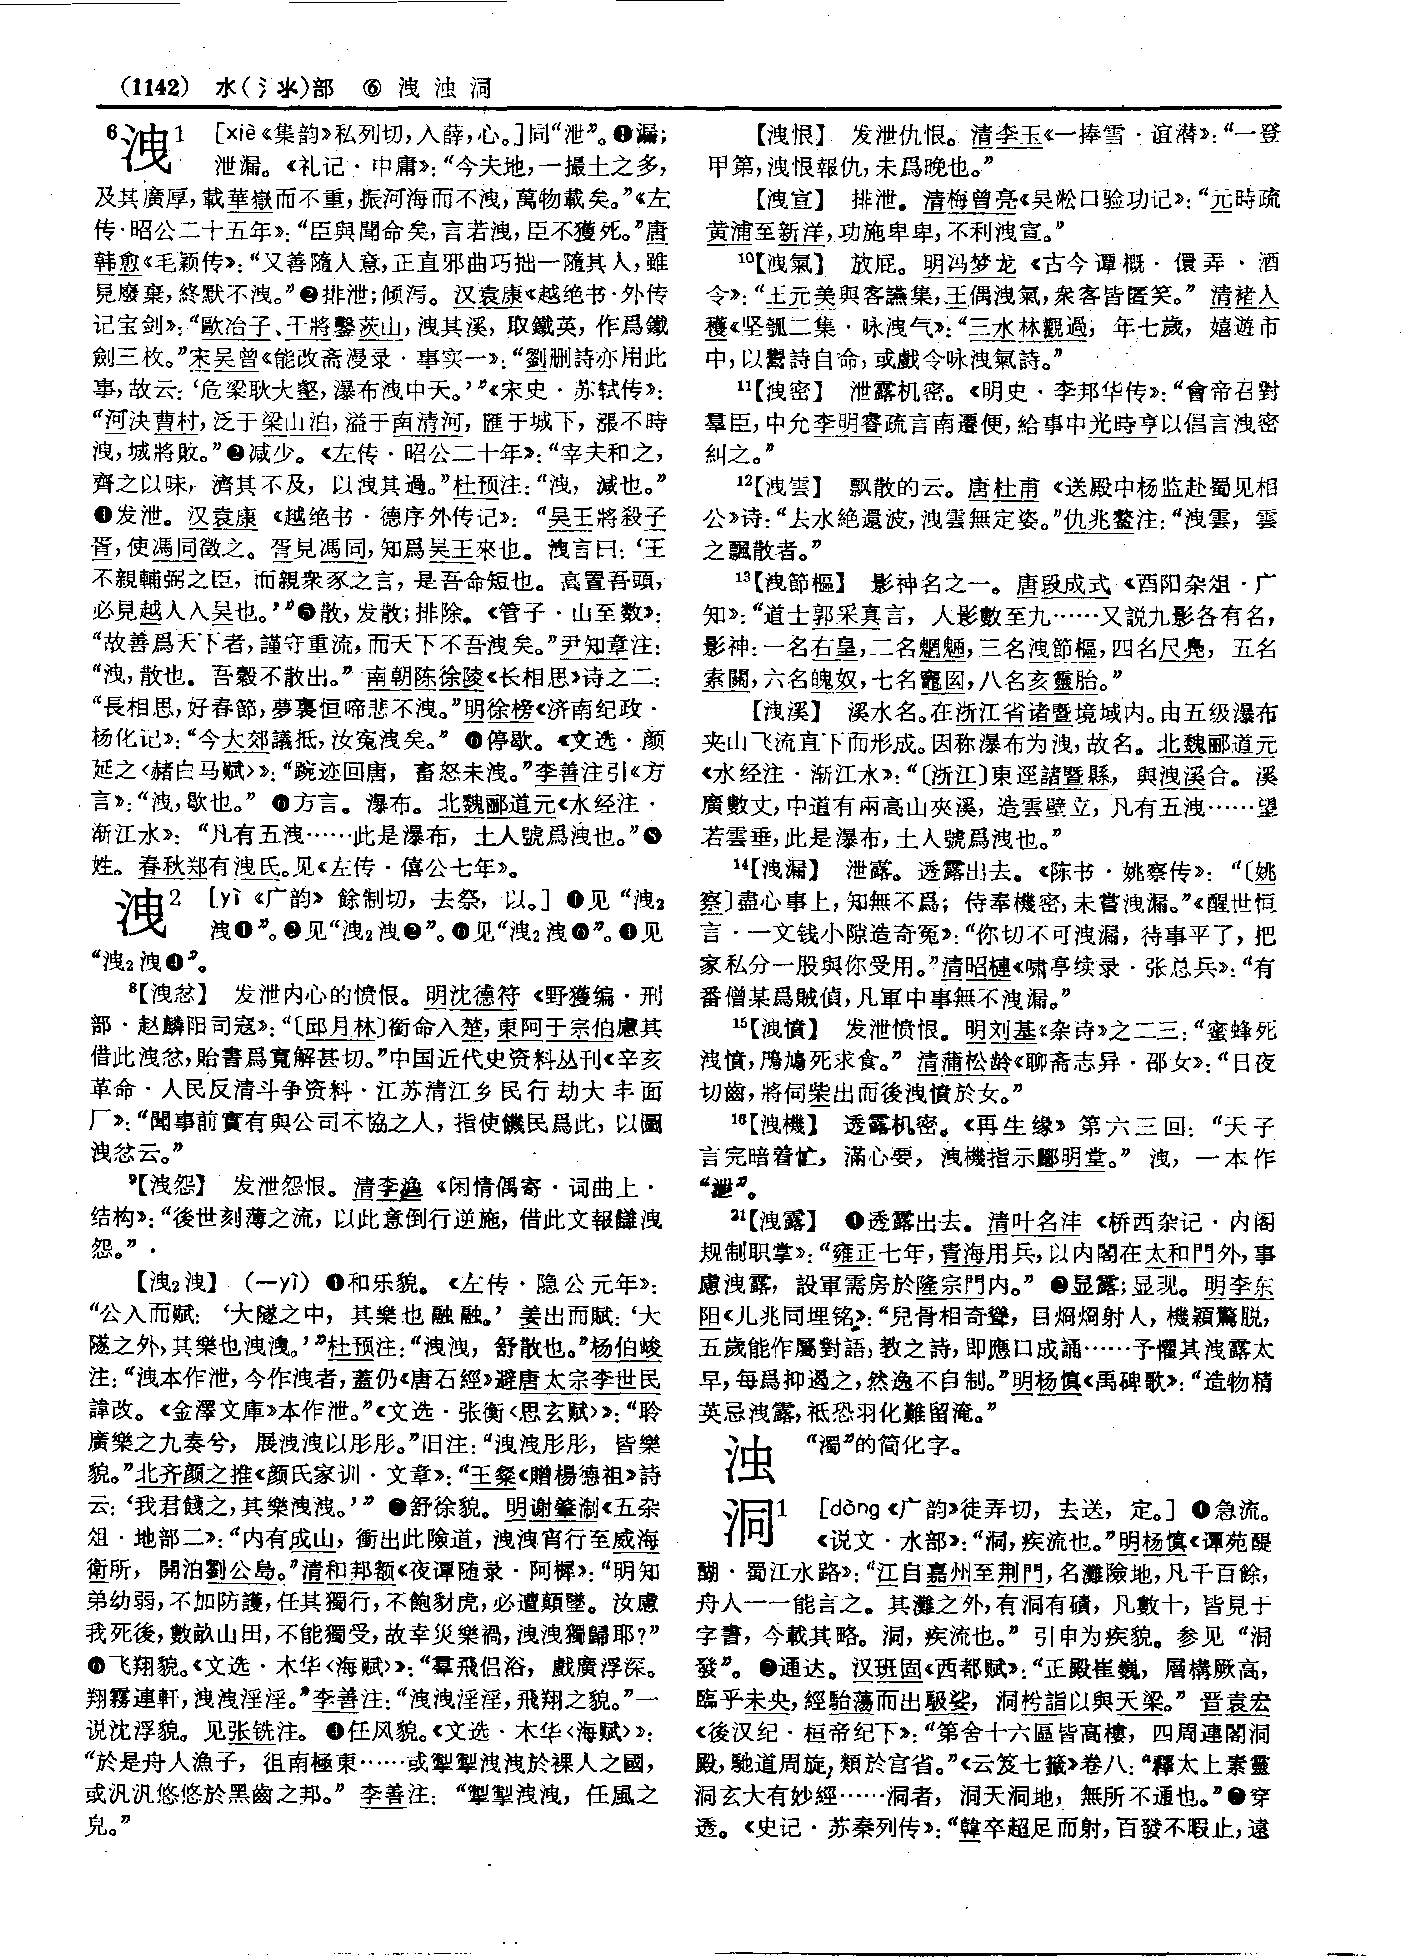 (1142) 水(氵氺)部 ⑥ 洩 浊 洞
6洩1 [xiè《集韵》私列切,入薛,心。]同“泄”。❶漏;
泄漏。《礼记·中庸》:“今夫地,一撮土之多,
及其廣厚,載華嶽而不重,振河海而不洩,萬物載矣。”《左
传·昭公二十五年》:“臣與聞命矣,言若洩,臣不獲死。”唐
韩愈《毛颖传》:“又善隨人意,正直邪曲巧拙一隨其人,雖
見廢棄,終默不洩。”❷排泄;倾泻。汉袁康《越绝书·外传
记宝剑》:“歐冶子、干將鑿茨山,洩其溪,取鐵英,作爲鐵
劍三枚。”宋吴曾《能改斋漫录·事实一》:“劉删詩亦用此
事,故云:‘危梁耿大壑,瀑布洩中天。’”《宋史·苏轼传》:
“河决曹村,泛于梁山泊,溢于南清河,匯于城下,漲不時
洩,城將敗。”❸减少。《左传·昭公二十年》:“宰夫和之,
齊之以味,濟其不及,以洩其過。”杜预注:“洩,減也。”
❹发泄。汉袁康《越绝书·德序外传记》:“吴王將殺子
胥,使馮同徵之。胥見馮同,知爲吴王來也。洩言曰:‘王
不親輔弼之臣,而親衆豕之言,是吾命短也。高置吾頭,
必見越人入吴也。’”❺散,发散;排除。《管子·山至数》:
“故善爲天下者,謹守重流,而天下不吾洩矣。”尹知章注:
“洩,散也。吾穀不散出。”南朝陈徐陵《长相思》诗之二:
“長相思,好春節,夢裏恒啼悲不洩。”明徐榜《济南纪政·
杨化记》:“今大郊議抵,汝寃洩矣。”❻停歇。《文选·颜
延之〈赭白马赋〉》:“踠迹回唐,畜怒未洩。”李善注引《方
言》:“洩,歇也。”❼方言。瀑布。北魏郦道元《水经注·
渐江水》:“凡有五洩……此是瀑布,土人號爲洩也。”❽
姓。春秋郑有洩氏。见《左传·僖公七年》。
洩2 [yì《广韵》餘制切,去祭,以。]❶见“洩2
洩❶”。❷见“洩2洩❷”。❸见“洩2洩❸”。❹见
“洩2洩❹”。
8【洩忿】 发泄内心的愤恨。明沈德符《野獲编·刑
部·赵麟阳司寇》:“〔邱月林〕銜命入楚,東阿于宗伯慮其
借此洩忿,貽書爲寬解甚切。”中国近代史资料丛刊《辛亥
革命·人民反清斗争资料·江苏清江乡民行劫大丰面
厂》:“聞事前實有與公司不協之人,指使饑民爲此,以圖
洩忿云。”
9【洩怨】 发泄怨恨。清李渔《闲情偶寄·词曲上·
结构》:“後世刻薄之流,以此意倒行逆施,借此文報讎洩
怨。”
【洩2洩】(—yì)❶和乐貌。《左传·隐公元年》:
“公入而赋:‘大隧之中,其樂也融融。’姜出而賦:‘大
隧之外,其樂也洩洩。’”杜预注:“洩洩,舒散也。”杨伯峻
注:“洩本作泄,今作洩者,蓋仍《唐石經》避唐太宗李世民
諱改。《金澤文庫》本作泄。”《文选·张衡〈思玄赋〉》:“聆
廣樂之九奏兮,展洩洩以肜肜。”旧注:“洩洩肜肜,皆樂
貌。”北齐颜之推《颜氏家训·文章》:“王粲《贈楊德祖》詩
云:‘我君餞之,其樂洩洩。’”❷舒徐貌。明谢肇淛《五杂
俎·地部二》:“内有成山,衝出此險道,洩洩宵行至威海
衛所,開泊劉公島。”清和邦额《夜谭随录·阿樨》:“明知
弟幼弱,不加防護,任其獨行,不飽豺虎,必遭顛墜。汝慮
我死後,數畝山田,不能獨受,故幸災樂禍,洩洩獨歸耶?”
❸飞翔貌。《文选·木华〈海赋〉》:“羣飛侣浴,戲廣浮深。
翔霧連軒,洩洩淫淫。”李善注:“洩洩淫淫,飛翔之貌。”一
说沈浮貌。见张铣注。❹任风貌。《文选·木华〈海赋〉》:
“於是舟人漁子,徂南極東……或掣掣洩洩於裸人之國,
或汎汎悠悠於黑齒之邦。”李善注:“掣掣洩洩,任風之
皃。”
【洩恨】 发泄仇恨。清李玉《一捧雪·谊潜》:“一登
甲第,洩恨報仇,未爲晚也。”
【洩宣】 排泄。清梅曾亮《吴淞口验功记》:“元時疏
黄浦至新洋,功施卑卑,不利洩宣。”
10【洩氣】 放屁。明冯梦龙《古今谭概·儇弄·酒
令》:“王元美與客讌集,王偶洩氣,衆客皆匿笑。”清褚人
穫《坚瓠二集·咏洩气》:“三水林觀過,年七歲,嬉遊市
中,以鬻詩自命,或戲令咏洩氣詩。”
11【洩密】 泄露机密。《明史·李邦华传》:“會帝召對
羣臣,中允李明睿疏言南遷便,給事中光時亨以倡言洩密
糾之。”
12【洩雲】 飘散的云。唐杜甫《送殿中杨监赴蜀见相
公》诗:“去水絶還波,洩雲無定姿。”仇兆鳌注:“洩雲,雲
之飄散者。”
13【洩節樞】 影神名之一。唐段成式《酉阳杂俎·广
知》:“道士郭采真言,人影數至九……又説九影各有名,
影神:一名右皇,二名魍魎,三名洩節樞,四名尺鳧,五名
素關,六名魄奴,七名竈㘝,八名亥靈胎。”
【洩溪】 溪水名。在浙江省诸暨境域内。由五级瀑布
夹山飞流直下而形成。因称瀑布为洩,故名。北魏郦道元
《水经注·渐江水》:“〔浙江〕東逕諸暨縣,與洩溪合。溪
廣數丈,中道有兩高山夾溪,造雲壁立,凡有五洩……望
若雲垂,此是瀑布,土人號爲洩也。”
14【洩漏】 泄露。透露出去。《陈书·姚察传》:“〔姚
察〕盡心事上,知無不爲;侍奉機密,未嘗洩漏。”《醒世恒
言·一文钱小隙造奇冤》:“你切不可洩漏,待事平了,把
家私分一股與你受用。”清昭槤《啸亭续录·张总兵》:“有
番僧某爲賊偵,凡軍中事無不洩漏。”
15【洩憤】 发泄愤恨。明刘基《杂诗》之二三:“蜜蜂死
洩憤,鴟鳩死求食。”清蒲松龄《聊斋志异·邵女》:“日夜
切齒,將伺柴出而後洩憤於女。”
16【洩機】 透露机密。《再生缘》第六三回:“天子
言完暗着忙,滿心要,洩機指示酈明堂。”洩,一本作
“泄”。
21【洩露】 ❶透露出去。清叶名沣《桥西杂记·内阁
规制职掌》:“雍正七年,青海用兵,以内閣在太和門外,事
慮洩露,設軍需房於隆宗門内。”❷显露;显现。明李东
阳《儿兆同埋铭》:“兒骨相奇聳,目烱烱射人,機穎驚脱,
五歲能作屬對語,教之詩,即應口成誦……予懼其洩露太
早,每爲抑遏之,然逸不自制。”明杨慎《禹碑歌》:“造物精
英忌洩露,祇恐羽化難留淹。”
浊 “濁”的简化字。
洞1 [dòng《广韵》徒弄切,去送,定。]❶急流。
《说文·水部》:“洞,疾流也。”明杨慎《谭苑醍
醐·蜀江水路》:“江自嘉州至荆門,名灘險地,凡千百餘,
舟人一一能言之。其灘之外,有洞有磧,凡數十,皆見于
字書,今載其略。洞,疾流也。”引申为疾貌。参见“洞
發”。❷通达。汉班固《西都赋》:“正殿崔巍,層構厥高,
臨乎未央,經駘蕩而出馺娑,洞枍詣以與天梁。”晋袁宏
《後汉纪·桓帝纪下》:“第舍十六區皆高樓,四周連閣洞
殿,馳道周旋,類於宫省。”《云笈七籤》卷八:“釋太上素靈
洞玄大有妙經……洞者,洞天洞地,無所不通也。”❸穿
透。《史记·苏秦列传》:“韓卒超足而射,百發不暇止,遠